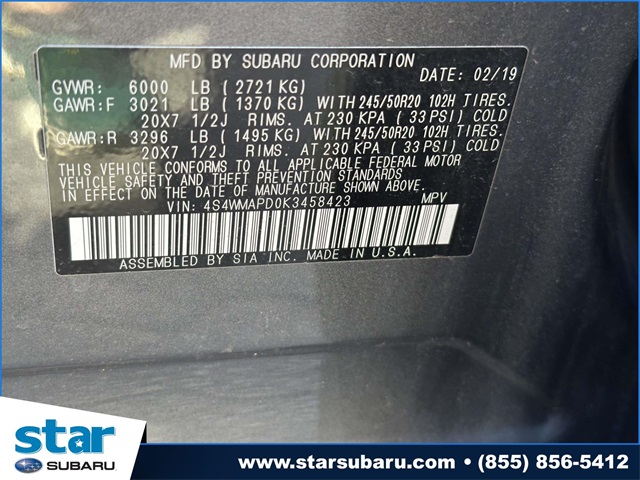 MFD BY SUBARU CORPORATION
DATE: 02/19
GVWR: 6000 LB (2721 KG)
GAWR:F 3021 LB (1370 KG) WITH 245/50R20 102H TIRES.
20X7 1/2J RIMS. AT 230 KPA (33 PSI) COLD
GAWR:R 3296 LB (1495 KG) WITH 245/50R20 102H TIRES.
20X7 1/2J RIMS. AT 230 KPA (33 PSI) COLD
THIS VEHICLE CONFORMS TO ALL APPLICABLE FEDERAL MOTOR
VEHICLE SAFETY AND THEFT PREVENTION STANDARDS
IN EFFECT ON THE DATE OF MANUFACTURE SHOWN ABOVE.
VIN: 4S4WMAPD0K3458423 MPV
ASSEMBLED BY SIA INC. MADE IN U.S.A.
star
SUBARU
www.starsubaru.com • (855) 856-5412